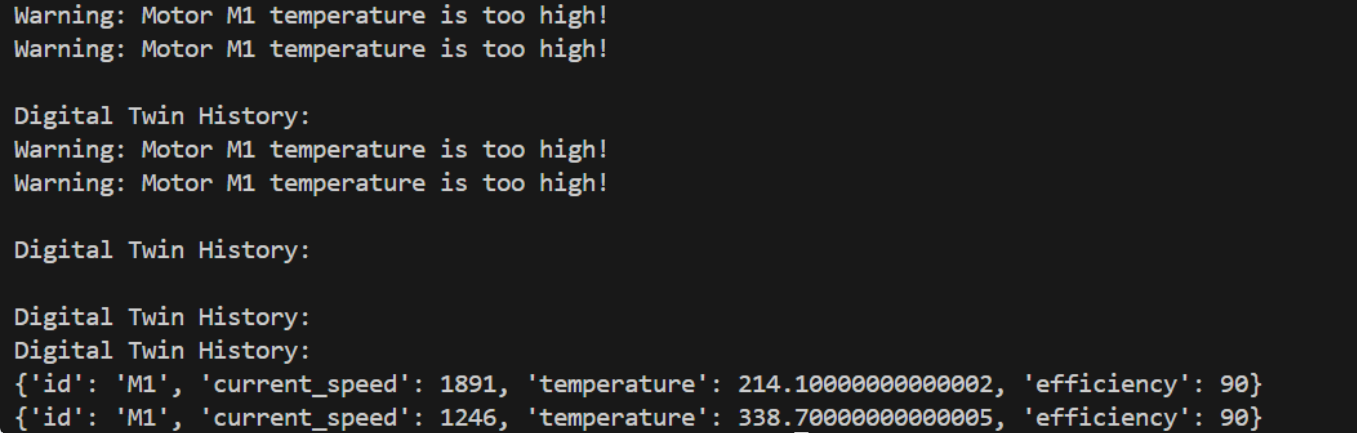 Warning: Motor M1 temperature is too high!
Warning: Motor M1 temperature is too high!
Digital Twin History:
Warning: Motor M1 temperature is too high!
Warning: Motor M1 temperature is too high!
Digital Twin History:
Digital Twin History:
Digital Twin History:
{'id': 'M1', 'current_speed': 1891, 'temperature': 214.10000000000002, 'efficiency': 90}
{'id': 'M1', 'current_speed': 1246, 'temperature': 338.70000000000005, 'efficiency': 90}